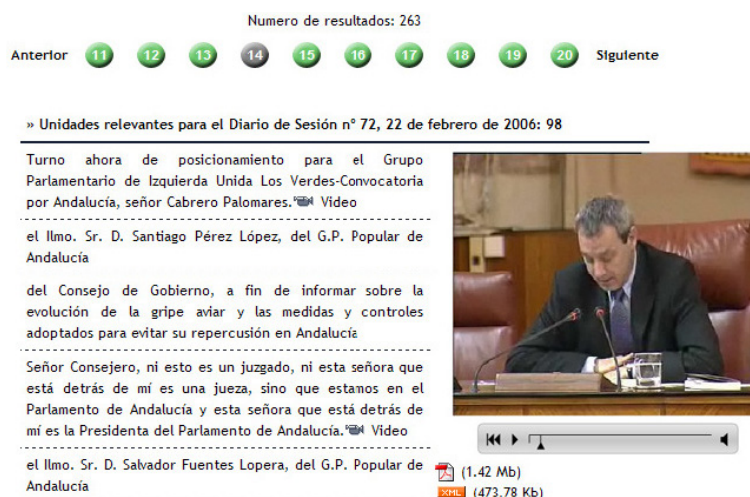 Numero de resultados: 263
Anterior 11 12 13 14 15 16 17 18 19 20 Siguiente
» Unidades relevantes para el Diario de Sesión nº 72, 22 de febrero de 2006: 98
Turno ahora de posicionamiento para el Grupo
Parlamentario de Izquierda Unida Los Verdes-Convocatoria
por Andalucía, señor Cabrero Palomares. Video
el Ilmo. Sr. D. Santiago Pérez López, del G.P. Popular de
Andalucía
del Consejo de Gobierno, a fin de informar sobre la
evolución de la gripe aviar y las medidas y controles
adoptados para evitar su repercusión en Andalucía
Señor Consejero, ni esto es un juzgado, ni esta señora que
está detrás de mí es una jueza, sino que estamos en el
Parlamento de Andalucía y esta señora que está detrás de
mí es la Presidenta del Parlamento de Andalucía. Video
el Ilmo. Sr. D. Salvador Fuentes Lopera, del G.P. Popular de
Andalucía
(1.42 Mb)
XML (473.78 Kb)